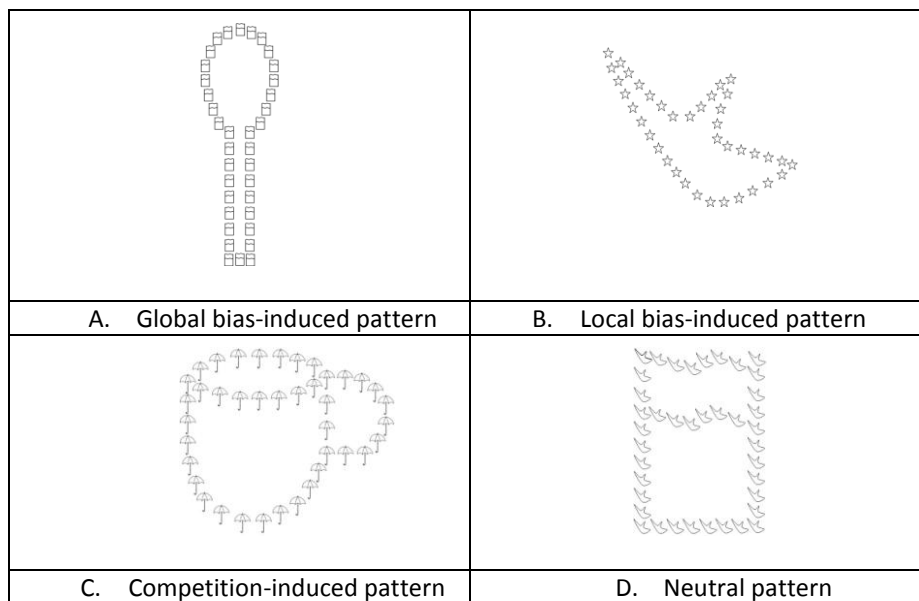 A. Global bias-induced pattern
B. Local bias-induced pattern
C. Competition-induced pattern
D. Neutral pattern